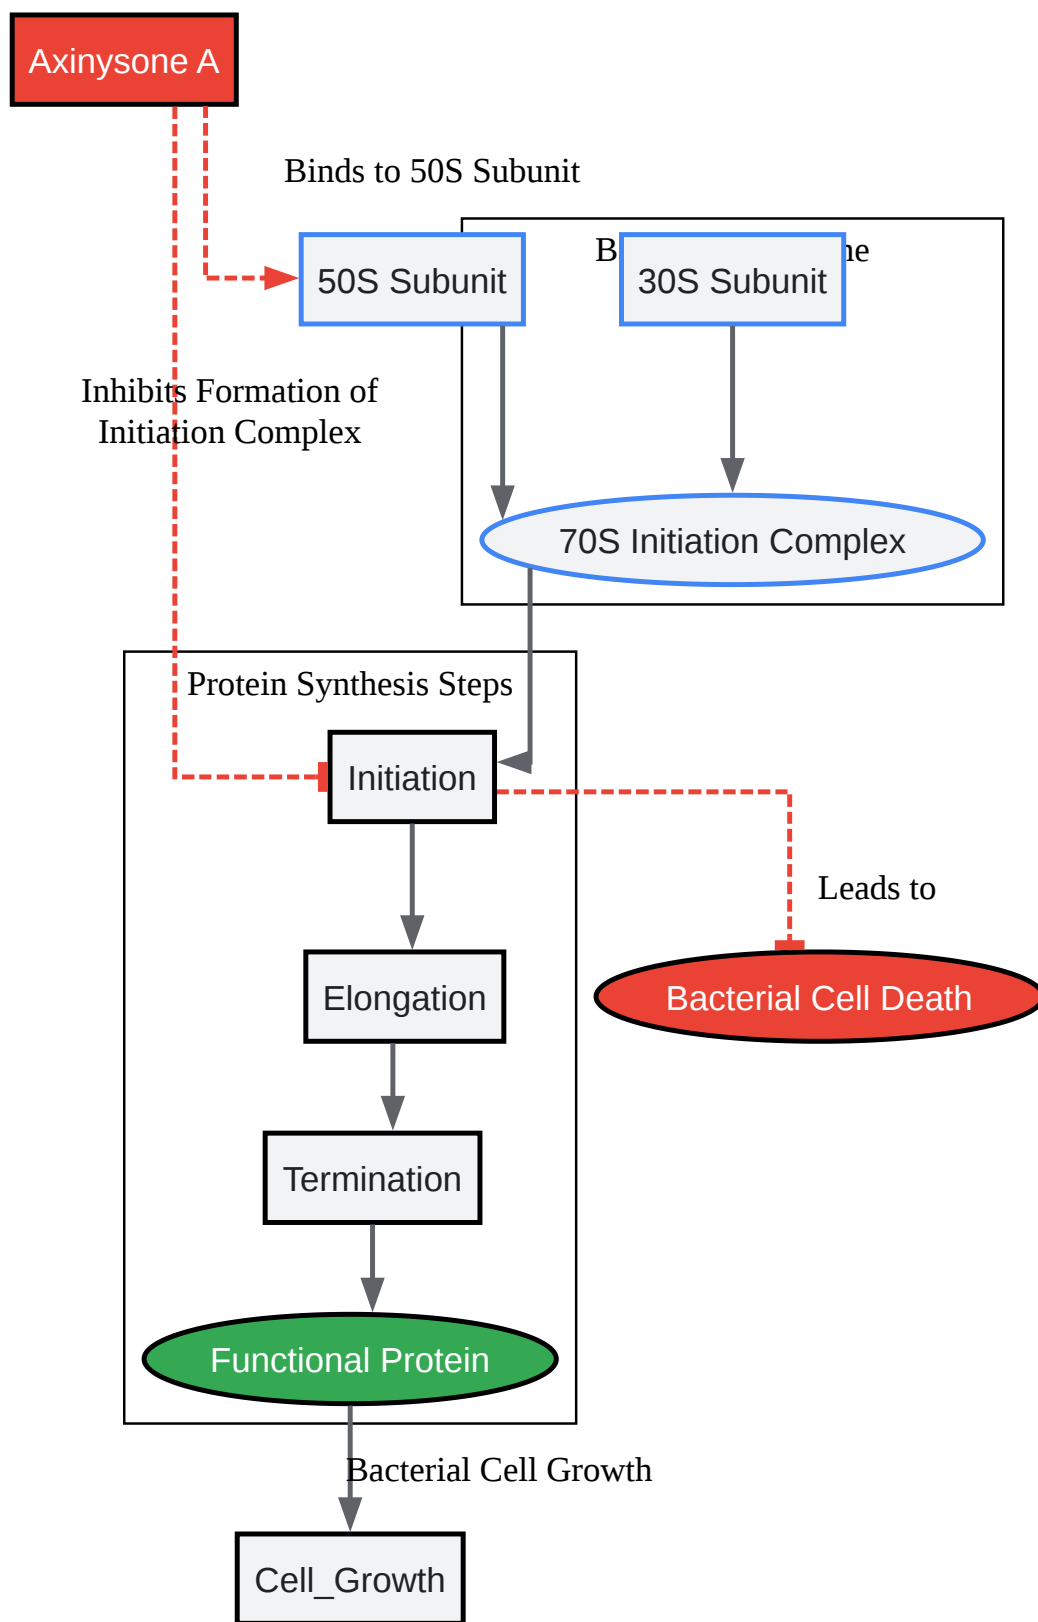 Axinysone A
Binds to 50S Subunit
50S Subunit
30S Subunit
Inhibits Formation of
Initiation Complex
70S Initiation Complex
Protein Synthesis Steps
Initiation
Leads to
Elongation
Bacterial Cell Death
Termination
Functional Protein
Bacterial Cell Growth
Cell_Growth